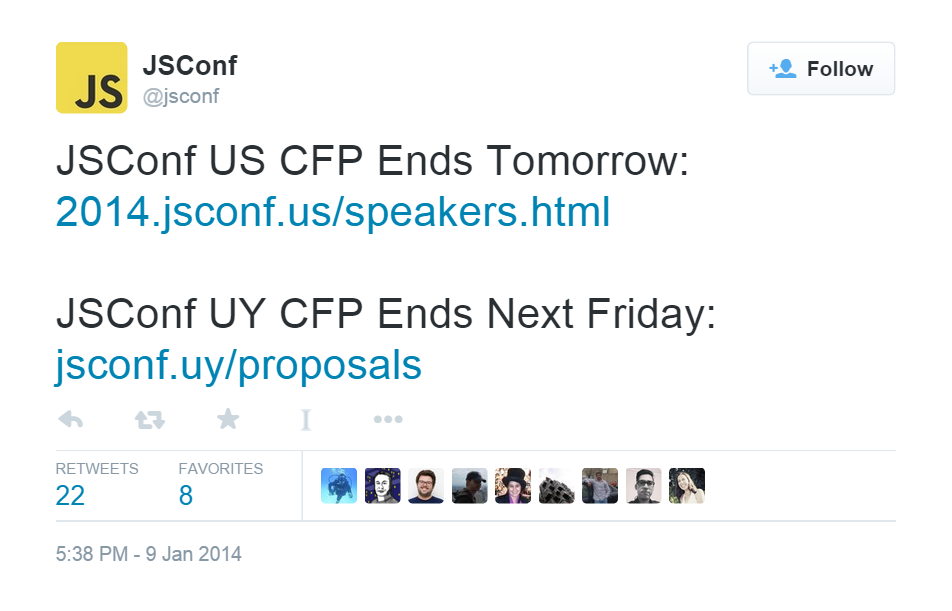 JS
JSConf
@jsconf
Follow
JSConf US CFP Ends Tomorrow:
2014.jsconf.us/speakers.html
JSConf UY CFP Ends Next Friday:
jsconf.uy/proposals
RETWEETS
FAVORITES
22
8
5:38 PM - 9 Jan 2014